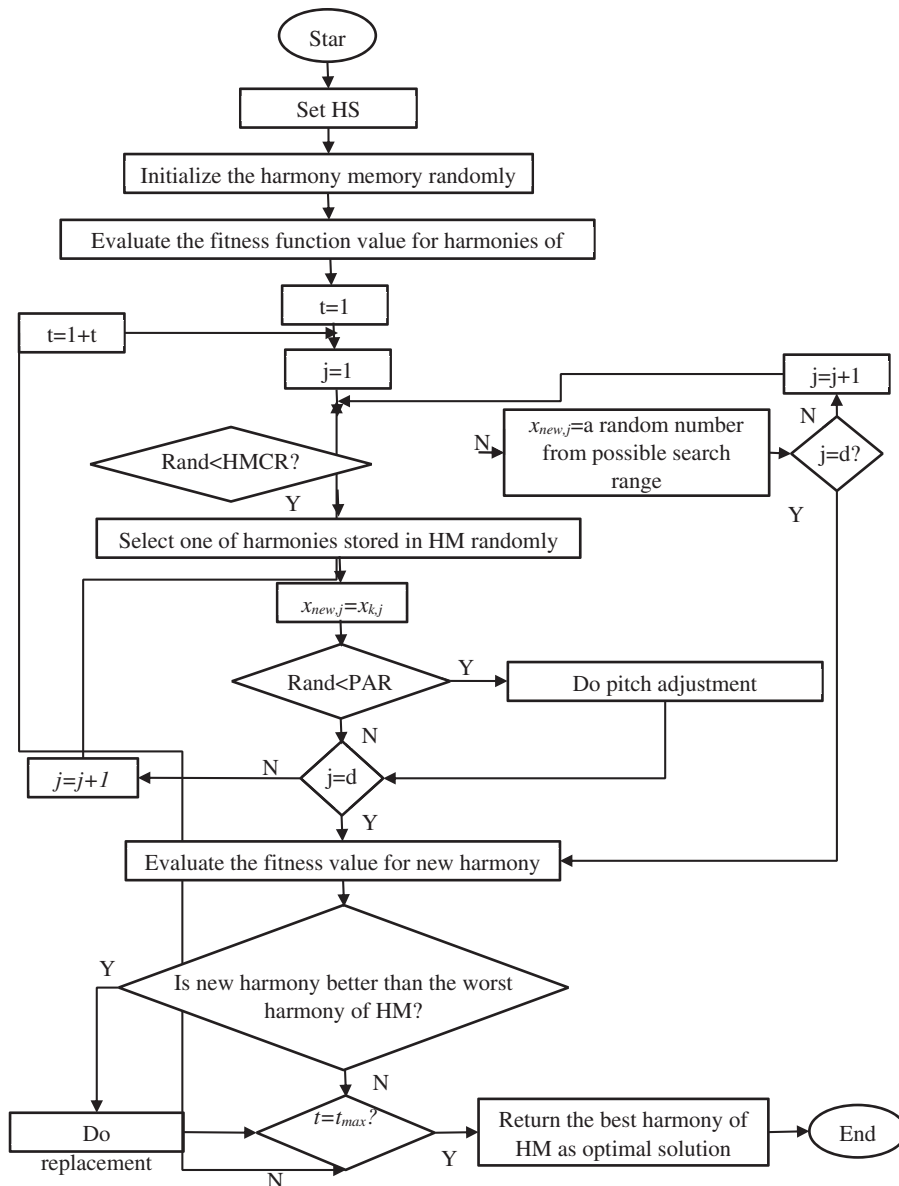 Star
Set HS
Initialize the harmony memory randomly
Evaluate the fitness function value for harmonies of
t=1
t=1+t
j=1
j=j+1
N
Rand<HMCR?
N
x_new,j=a random number
from possible search
range
j=d?
Y
Y
Select one of harmonies stored in HM randomly
x_new,j=x_k,j
Rand<PAR
Y
Do pitch adjustment
N
j=d
N
j=j+1
Y
Evaluate the fitness value for new harmony
Y
Is new harmony better than the worst
harmony of HM?
N
Do
replacement
t=t_max?
N
Y
Return the best harmony of
HM as optimal solution
End